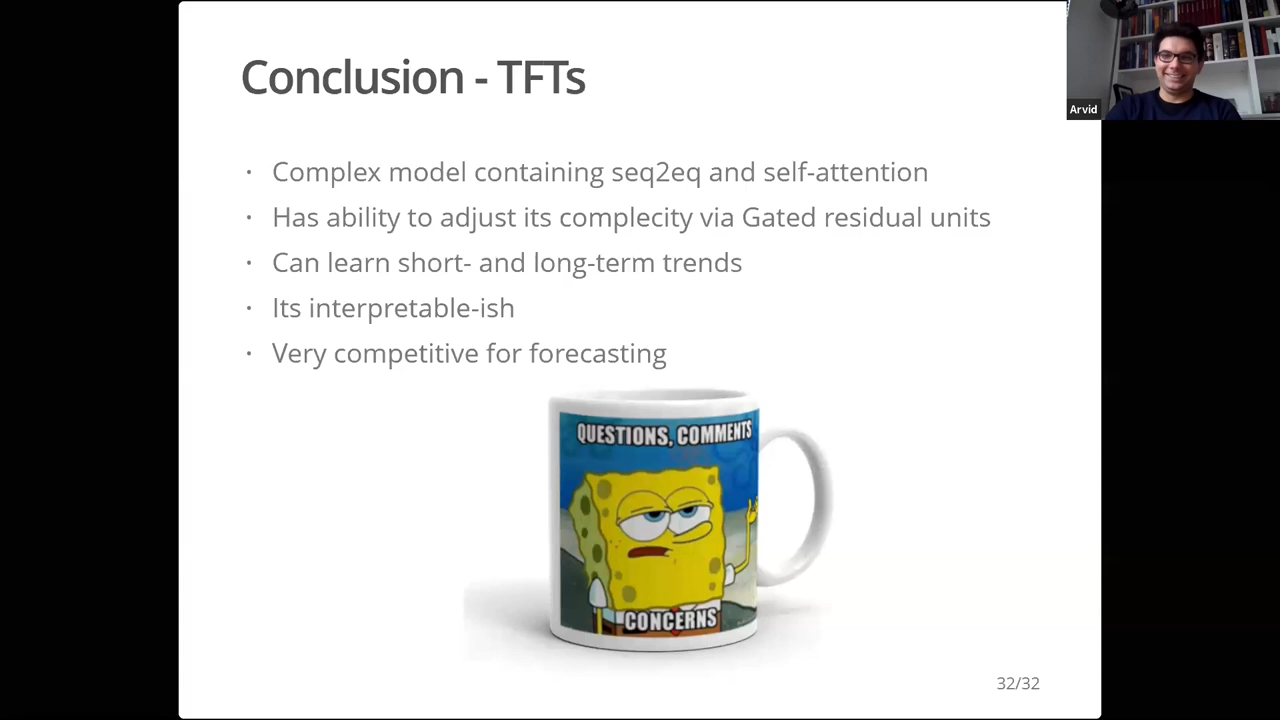 Conclusion - TFTs
Arvid
· Complex model containing seq2eq and self-attention
· Has ability to adjust its complecity via Gated residual units
· Can learn short- and long-term trends
· Its interpretable-ish
· Very competitive for forecasting
QUESTIONS, COMMENTS
CONCERNS
32/32